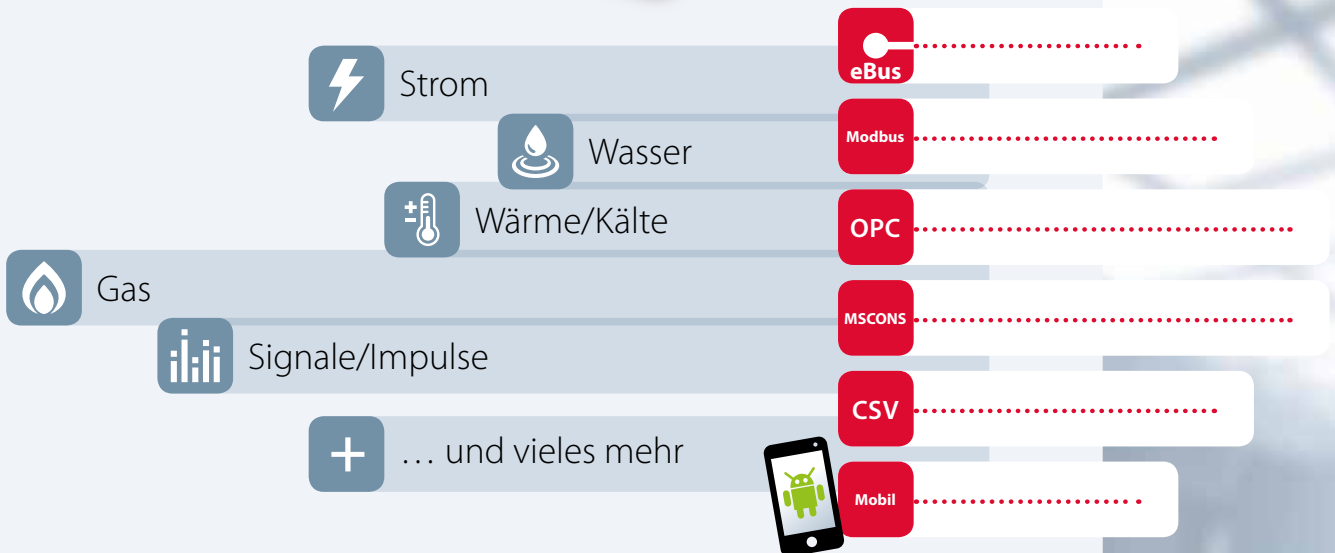 Strom
Wasser
Wärme/Kälte
Gas
Signale/Impulse
… und vieles mehr
eBus
Modbus
OPC
MSCONS
CSV
Mobil